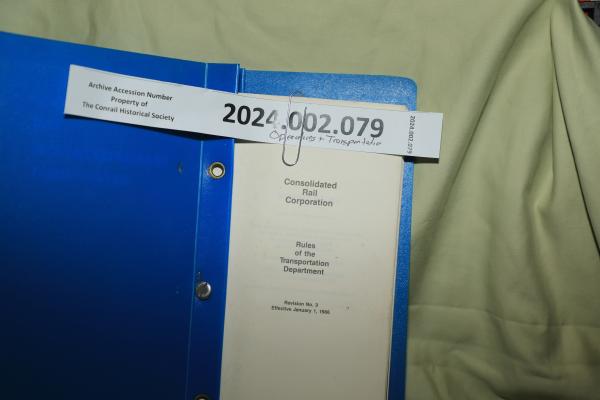 Archive Accession Number
Property of
The Conrail Historical Society
2024.002.079
Operations + Transportation
2024.002.079
Consolidated
Rail
Corporation
Rules
of the
Transportation
Department
Revision No. 3
Effective January 1, 1986